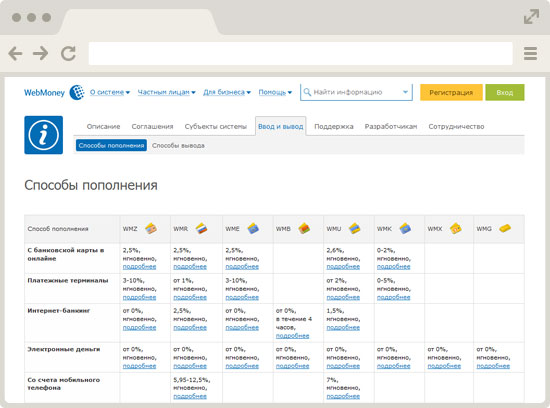 WebMoney О системе Частным лицам Для бизнеса Помощь Найти информацию Регистрация Вход
Описание Соглашения Субъекты системы Ввод и вывод Поддержка Разработчикам Сотрудничество
Способы пополнения Способы вывода
Способы пополнения
Способ пополнения WMZ WMR WME WMB WMU WMK WMX WMG
С банковской карты в 2,5%, 2,5%, 2,5%, 2,6%, 0-2%,
онлайне мгновенно, мгновенно, мгновенно, мгновенно, мгновенно,
подробнее подробнее подробнее подробнее подробнее
Платежные терминалы 3-10%, от 1%, 3-10%, от 2%, 0-5%,
мгновенно, мгновенно, мгновенно, мгновенно, мгновенно,
подробнее подробнее подробнее подробнее подробнее
Интернет-банкинг от 0%, 2,5%, от 0%, от 0%, 1,5%,
мгновенно, мгновенно, мгновенно, в течение 4 мгновенно,
подробнее подробнее подробнее часов, подробнее
подробнее
Электронные деньги от 0%, от 0%, от 0%, от 0%, от 0%, от 0%, от 0%, от 0%,
мгновенно, мгновенно, мгновенно, мгновенно, мгновенно, мгновенно, мгновенно, мгновенно,
подробнее подробнее подробнее подробнее подробнее подробнее подробнее подробнее
Со счета мобильного 5,95-12,5%, 7%,
телефона мгновенно, мгновенно,
подробнее подробнее